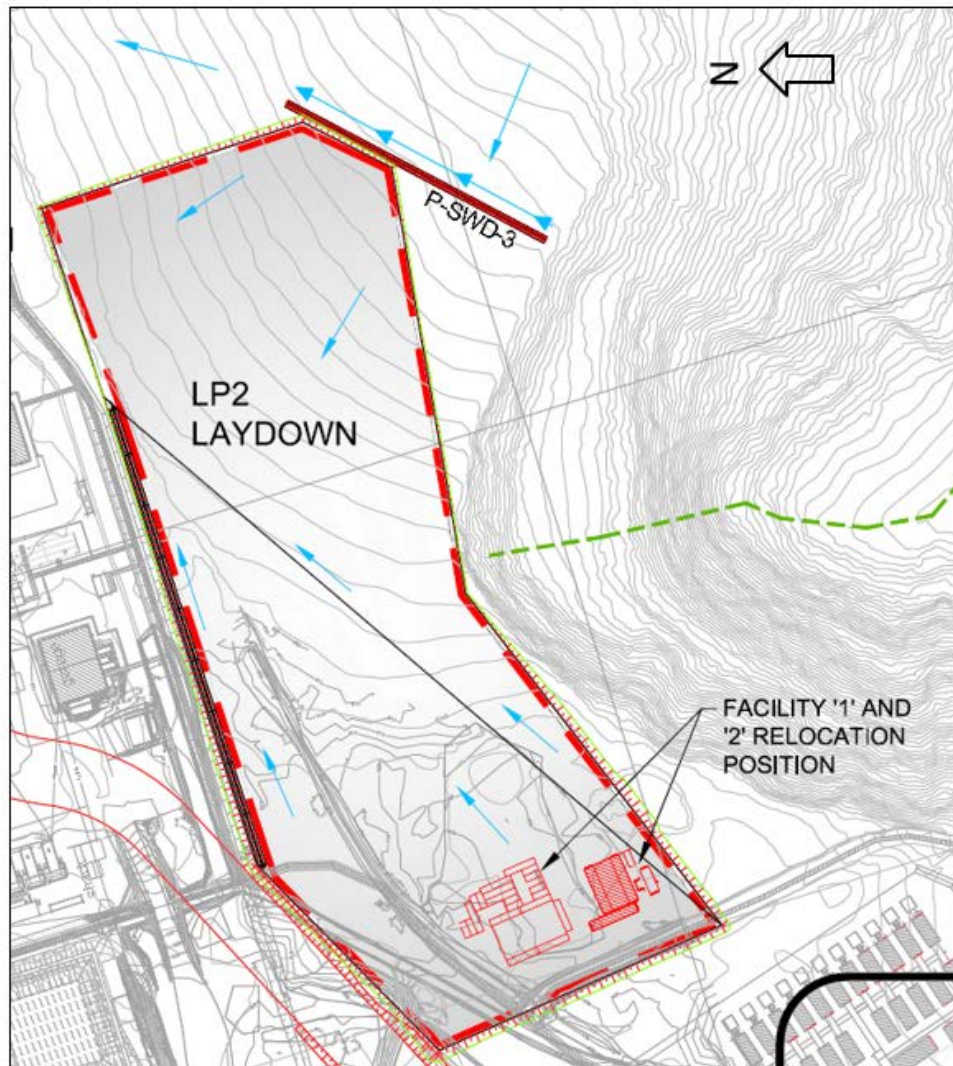 N
P-SWD-3
LP2
LAYDOWN
FACILITY '1' AND
'2' RELOCATION
POSITION